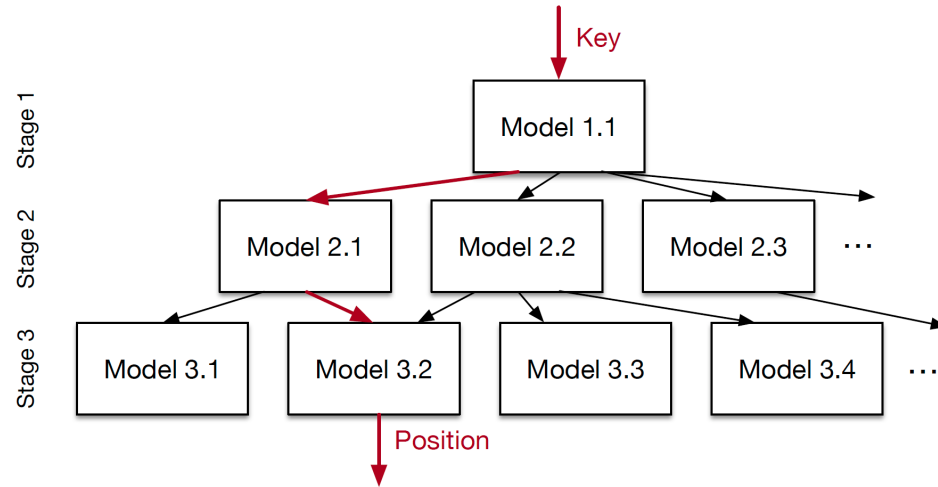 Key
Stage 1
Model 1.1
Stage 2
Model 2.1
Model 2.2
Model 2.3
...
Stage 3
Model 3.1
Model 3.2
Model 3.3
Model 3.4
...
Position